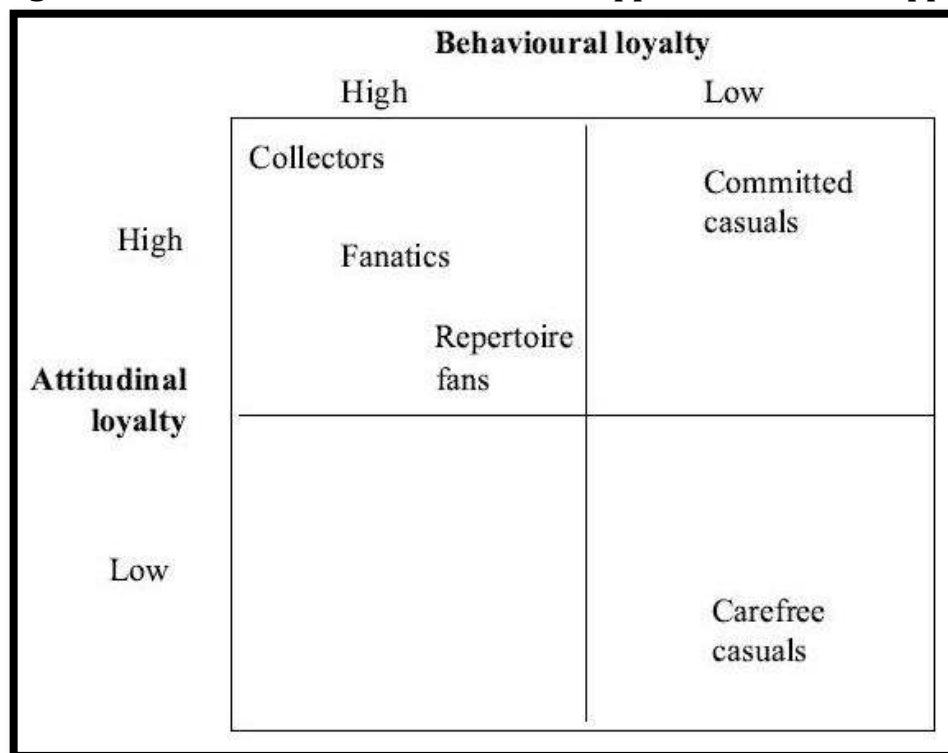 Behavioural loyalty
High Low
Collectors
Committed
casuals
High
Fanatics
Repertoire
fans
Attitudinal
loyalty
Low
Carefree
casuals